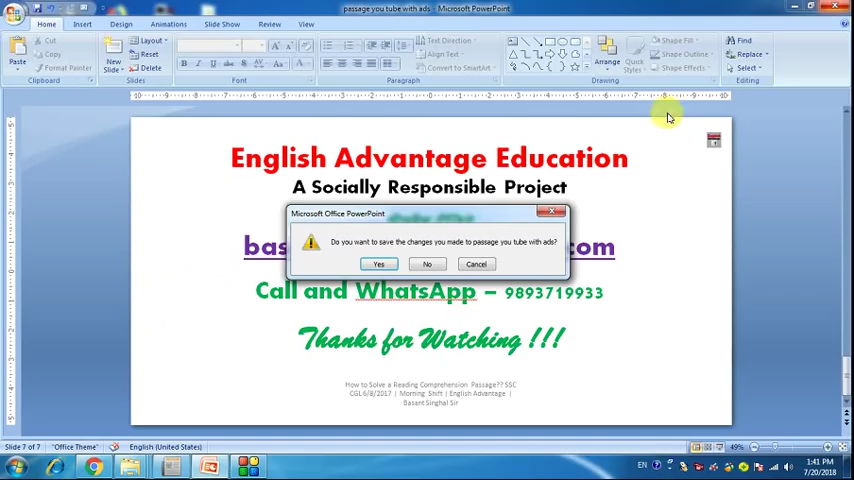 passage you tube with ads - Microsoft PowerPoint
Home Insert Design Animations Slide Show Review View
Cut
Copy
Format Painter
Paste
Clipboard
New
Slide
Layout
Reset
Delete
Slides
B I U abe S AV Aa A
Font
Text Direction
Align Text
Convert to SmartArt
Paragraph
Arrange
Quick
Styles
Shape Fill
Shape Outline
Shape Effects
Drawing
Find
Replace
Select
Editing
English Advantage Education
A Socially Responsible Project
Microsoft Office PowerPoint
Do you want to save the changes you made to passage you tube with ads?
Yes No Cancel
bas
com
Call and WhatsApp – 9893719933
Thanks for Watching !!!
How to Solve a Reading Comprehension Passage?? SSC
CGL 6/8/2017 | Morning Shift | English Advantage |
Basant Singhal Sir
Slide 7 of 7 "Office Theme" English (United States) 49%
EN 1:41 PM
7/20/2018